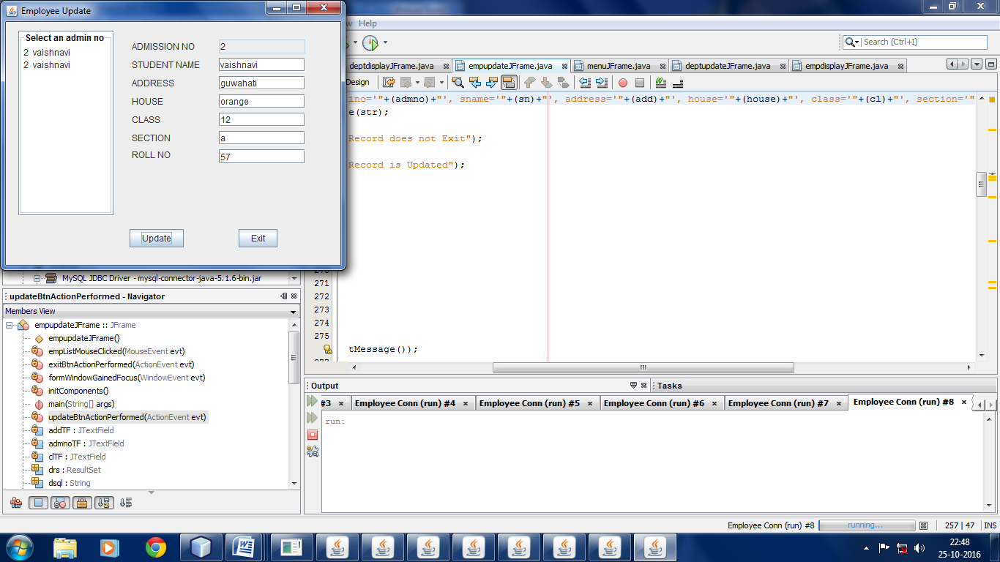 Employee Update
Select an admin no
2 vaishnavi
2 vaishnavi
ADMISSION NO 2
STUDENT NAME vaishnavi
ADDRESS guwahati
HOUSE orange
CLASS 12
SECTION a
ROLL NO 57
Update Exit
Help
Search (Ctrl+I)
deptdisplayJFrame.java empupdateJFrame.java menuJFrame.java deptupdateJFrame.java empdisplayJFrame.java
Design
ino='"+(admno)+"', sname='"+(sn)+"', address='"+(add)+"', house='"+(house)+"', class='"+(cl)+"', section='"
e(str);
Record does not Exit");
Record is Updated");
271
272
273
274
275
tMessage());
MySQL JDBC Driver - mysql-connector-java-5.1.6-bin.jar
updateBtnActionPerformed - Navigator
Members View
empupdateJFrame :: JFrame
empupdateJFrame()
empListMouseClicked(MouseEvent evt)
exitBtnActionPerformed(ActionEvent evt)
formWindowGainedFocus(WindowEvent evt)
initComponents()
main(String[] args)
updateBtnActionPerformed(ActionEvent evt)
addTF : JTextField
admnoTF : JTextField
clTF : JTextField
drs : ResultSet
dsql : String
Output Tasks
#3 Employee Conn (run) #4 Employee Conn (run) #5 Employee Conn (run) #6 Employee Conn (run) #7 Employee Conn (run) #8
run:
Employee Conn (run) #8 running... 257 | 47 INS
22:48
25-10-2016